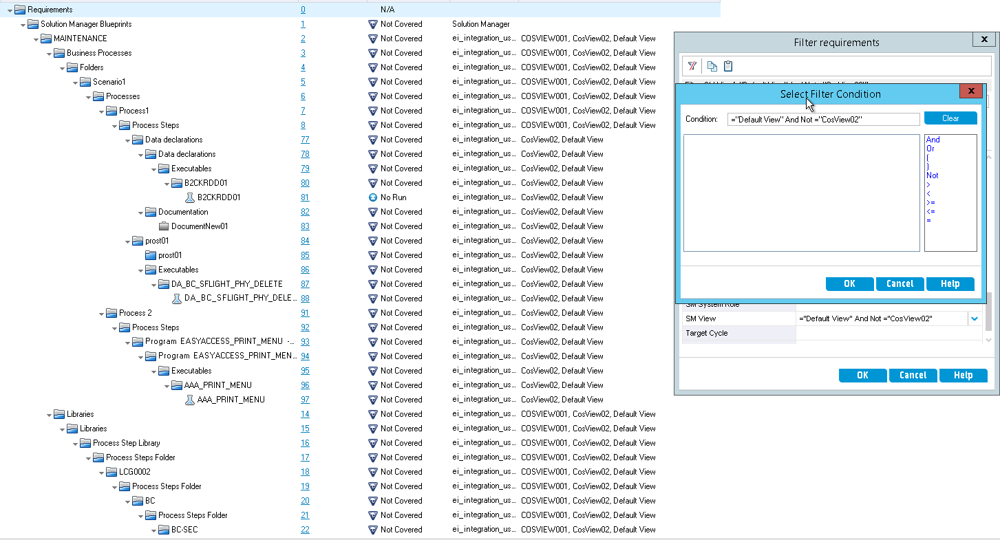 Requirements 0 N/A
Solution Manager Blueprints 1 Not Covered Solution Manager
MAINTENANCE 2 Not Covered ei_integration_us... COSVIEW001, CosView02, Default View
Business Processes 3 Not Covered ei_integration_us... COSVIEW001, CosView02, Default View
Folders 4 Not Covered ei_integration_us... COSVIEW001, CosView02, Default View
Scenario1 5 Not Covered ei_integration_us... COSVIEW001, CosView02, Default View
Processes 6 Not Covered ei_integration_us... COSVIEW001, CosView02, Default View
Process1 7 Not Covered ei_integration_us... COSVIEW001, CosView02, Default View
Process Steps 8 Not Covered ei_integration_us... COSVIEW001, CosView02, Default View
Data declarations 77 Not Covered ei_integration_us... CosView02, Default View
Data declarations 78 Not Covered ei_integration_us... CosView02, Default View
Executables 79 Not Covered ei_integration_us... CosView02, Default View
B2CKRDD01 80 Not Covered ei_integration_us... CosView02, Default View
B2CKRDD01 81 No Run ei_integration_us... CosView02, Default View
Documentation 82 Not Covered ei_integration_us... CosView02, Default View
DocumentNew01 83 Not Covered ei_integration_us... CosView02, Default View
prost01 84 Not Covered ei_integration_us... CosView02, Default View
prost01 85 Not Covered ei_integration_us... CosView02, Default View
Executables 86 Not Covered ei_integration_us... CosView02, Default View
DA_BC_SFLIGHT_PHY_DELETE 87 Not Covered ei_integration_us... CosView02, Default View
DA_BC_SFLIGHT_PHY_DELE... 88 Not Covered ei_integration_us... CosView02, Default View
Process 2 91 Not Covered ei_integration_us... CosView02, Default View
Process Steps 92 Not Covered ei_integration_us... CosView02, Default View
Program EASYACCESS_PRINT_MENU -... 93 Not Covered ei_integration_us... CosView02, Default View
Program EASYACCESS_PRINT_MEN... 94 Not Covered ei_integration_us... CosView02, Default View
Executables 95 Not Covered ei_integration_us... CosView02, Default View
AAA_PRINT_MENU 96 Not Covered ei_integration_us... CosView02, Default View
AAA_PRINT_MENU 97 Not Covered ei_integration_us... CosView02, Default View
Libraries 14 Not Covered ei_integration_us... COSVIEW001, CosView02, Default View
Libraries 15 Not Covered ei_integration_us... COSVIEW001, CosView02, Default View
Process Step Library 16 Not Covered ei_integration_us... COSVIEW001, CosView02, Default View
Process Steps Folder 17 Not Covered ei_integration_us... COSVIEW001, CosView02, Default View
LCG0002 18 Not Covered ei_integration_us... COSVIEW001, CosView02, Default View
Process Steps Folder 19 Not Covered ei_integration_us... COSVIEW001, CosView02, Default View
BC 20 Not Covered ei_integration_us... COSVIEW001, CosView02, Default View
Process Steps Folder 21 Not Covered ei_integration_us... COSVIEW001, CosView02, Default View
BC-SEC 22 Not Covered ei_integration_us... COSVIEW001, CosView02, Default View
Filter requirements X
Select Filter Condition X
Condition: ="Default View" And Not ="CosView02" Clear
And
Or
(
)
Not
>
<
>=
<=
=
OK Cancel Help
SM System Role
SM View ="Default View" And Not ="CosView02"
Target Cycle
OK Cancel Help